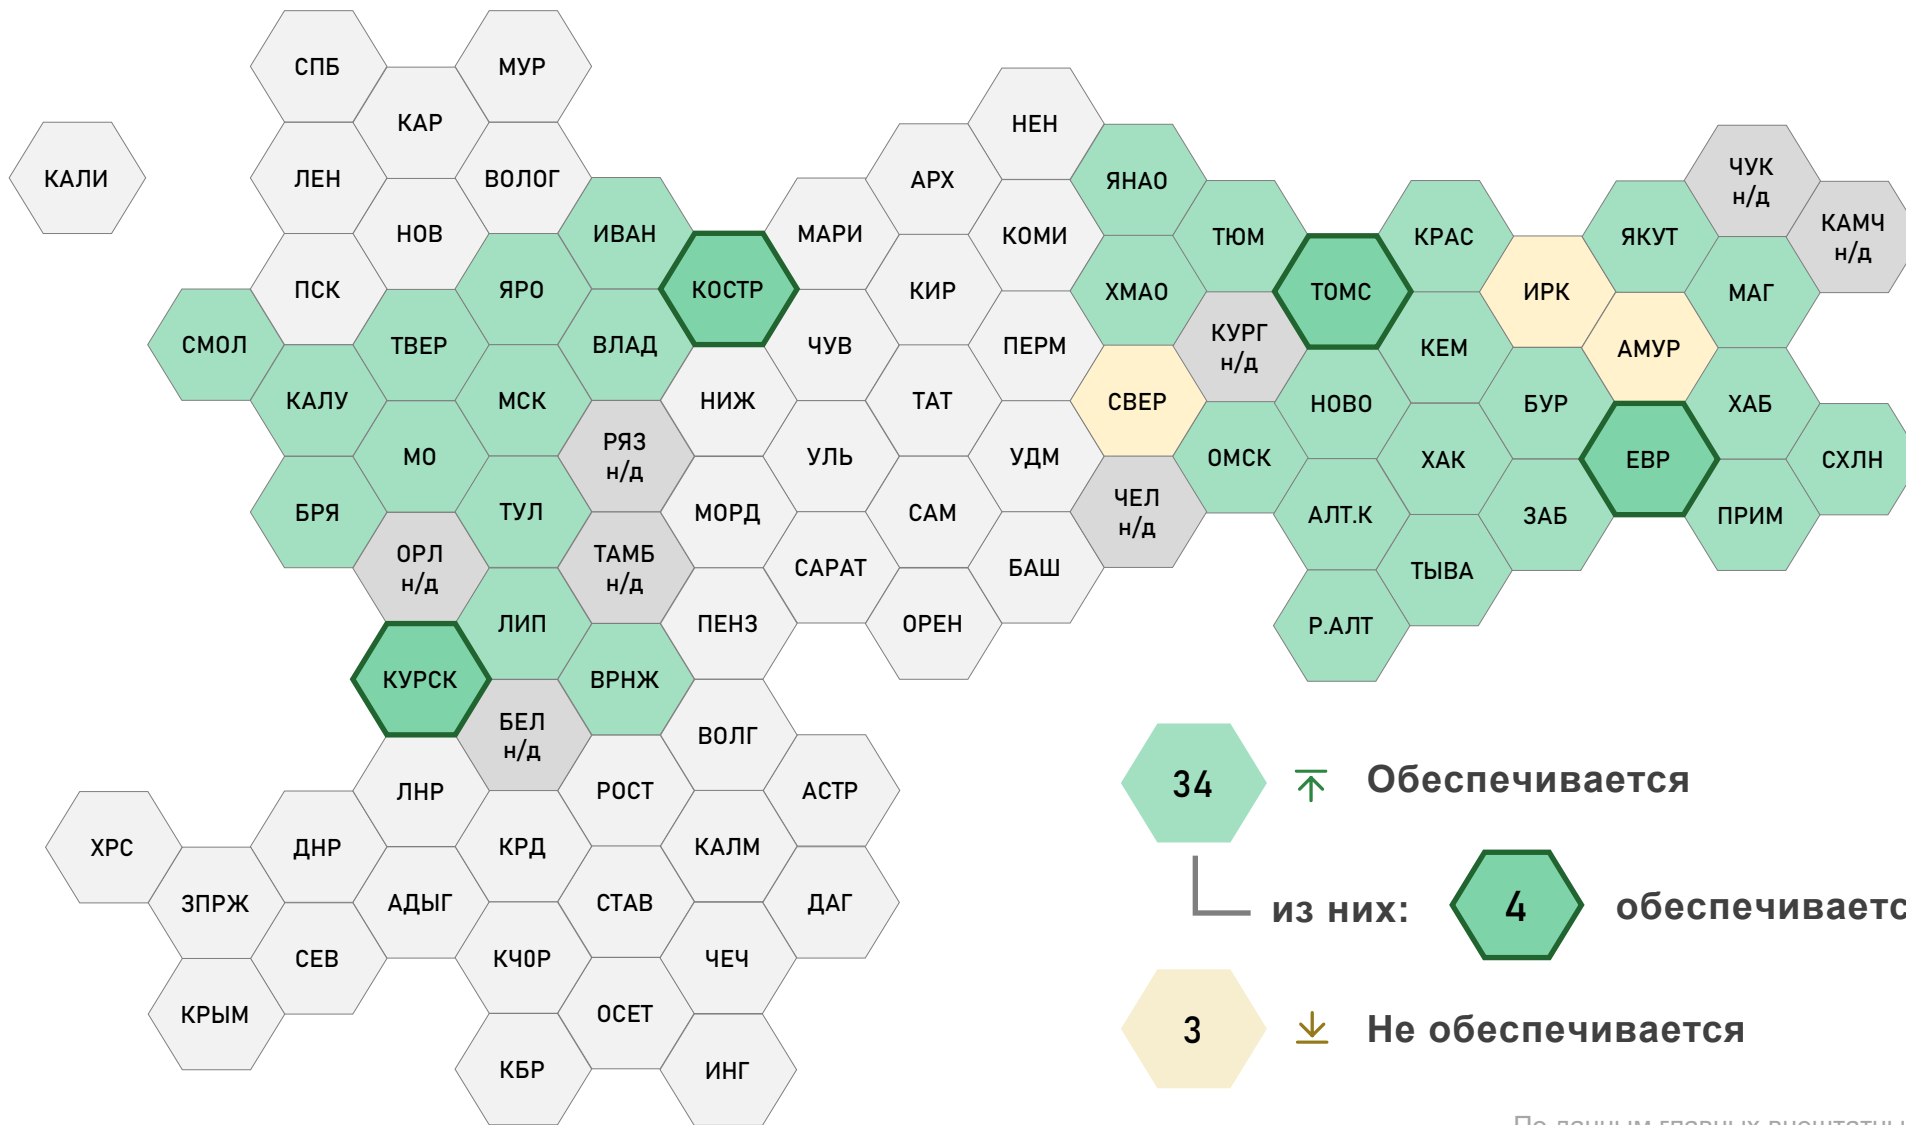 СПБ
МУР
КАР
НЕН
КАЛИ
ЛЕН
ВОЛОГ
АРХ
ЯНАО
ЧУК
н/д
НОВ
ИВАН
МАРИ
КОМИ
ТЮМ
КРАС
ЯКУТ
КАМЧ
н/д
ПСК
ЯРО
КОСТР
КИР
ХМАО
ТОМС
ИРК
МАГ
СМОЛ
ТВЕР
ВЛАД
ЧУВ
ПЕРМ
КУРГ
н/д
КЕМ
АМУР
КАЛУ
МСК
НИЖ
ТАТ
СВЕР
НОВО
БУР
ХАБ
МО
РЯЗ
н/д
УЛЬ
УДМ
ОМСК
ХАК
ЕВР
СХЛН
БРЯ
ТУЛ
МОРД
САМ
ЧЕЛ
н/д
АЛТ.К
ЗАБ
ПРИМ
ОРЛ
н/д
ТАМБ
н/д
САРАТ
БАШ
ТЫВА
ЛИП
ПЕНЗ
ОРЕН
Р.АЛТ
КУРСК
ВРНЖ
БЕЛ
н/д
ВОЛГ
ЛНР
РОСТ
АСТР
ХРС
ДНР
КРД
КАЛМ
ЗПРЖ
АДЫГ
СТАВ
ДАГ
СЕВ
КЧОР
ЧЕЧ
КРЫМ
ОСЕТ
КБР
ИНГ
34 Обеспечивается
из них: 4 обеспечиваетс
3 Не обеспечивается